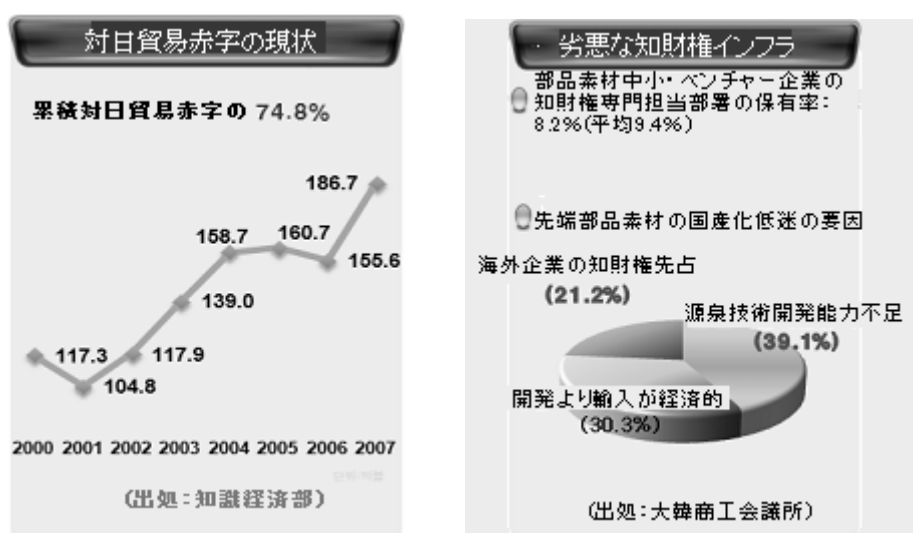 対日貿易赤字の現状
累積対日貿易赤字の 74.8%
186.7
158.7
160.7
155.6
139.0
117.3
117.9
104.8
2000 2001 2002 2003 2004 2005 2006 2007
(出処:知識経済部)
劣悪な知財権インフラ
部品素材中小・ベンチャー企業の
知財権専門担当部署の保有率:
8.2%(平均9.4%)
先端部品素材の国産化低迷の要因
海外企業の知財権先占
(21.2%)
源泉技術開発能力不足
(39.1%)
開発より輸入が経済的
(30.3%)
(出処:大韓商工会議所)